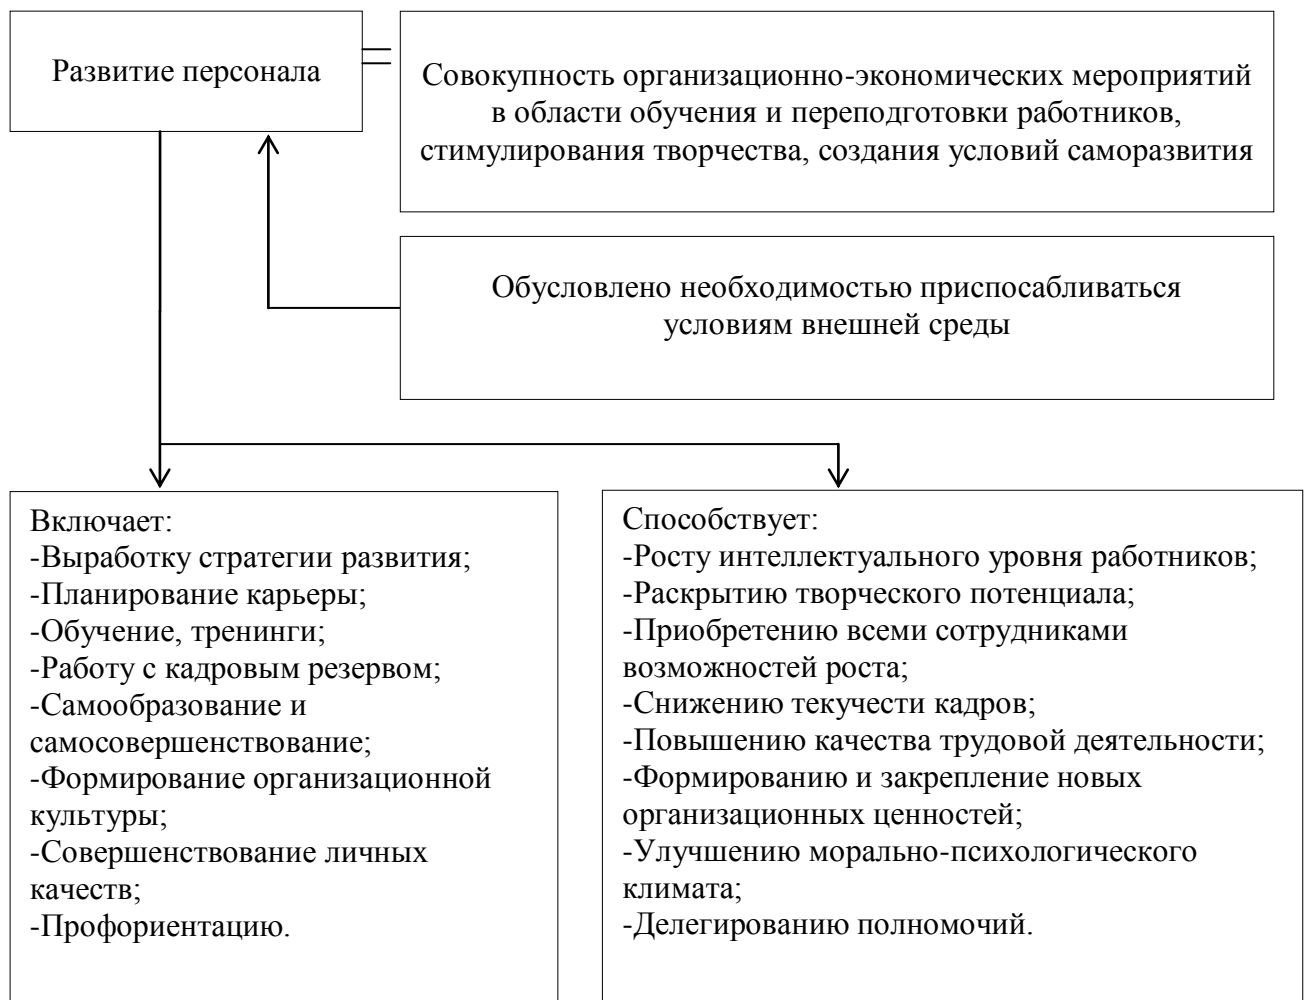 Развитие персонала
Совокупность организационно-экономических мероприятий
в области обучения и переподготовки работников,
стимулирования творчества, создания условий саморазвития
Обусловлено необходимостью приспосабливаться
условиям внешней среды
Включает:
-Выработку стратегии развития;
-Планирование карьеры;
-Обучение, тренинги;
-Работу с кадровым резервом;
-Самообразование и
самосовершенствование;
-Формирование организационной
культуры;
-Совершенствование личных
качеств;
-Профориентацию.
Способствует:
-Росту интеллектуального уровня работников;
-Раскрытию творческого потенциала;
-Приобретению всеми сотрудниками
возможностей роста;
-Снижению текучести кадров;
-Повышению качества трудовой деятельности;
-Формированию и закрепление новых
организационных ценностей;
-Улучшению морально-психологического
климата;
-Делегированию полномочий.